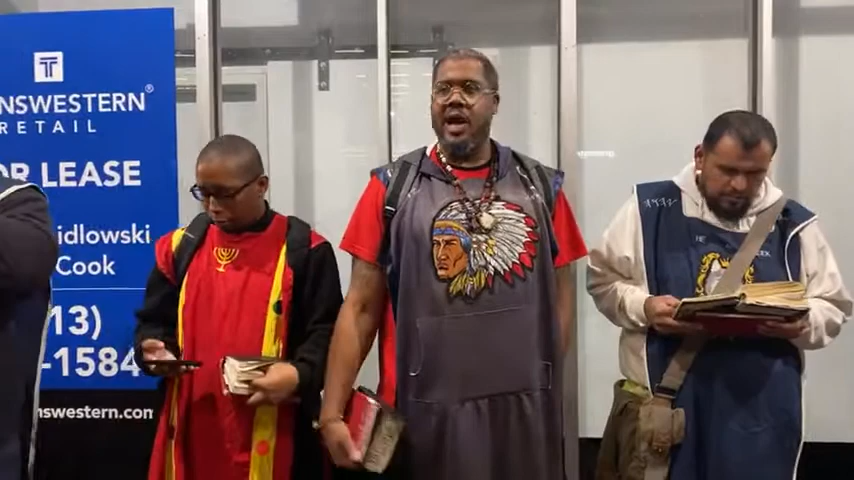 NSWESTERN®
RETAIL
OR LEASE
idlowski
Cook
13)
-1584
nswestern.com